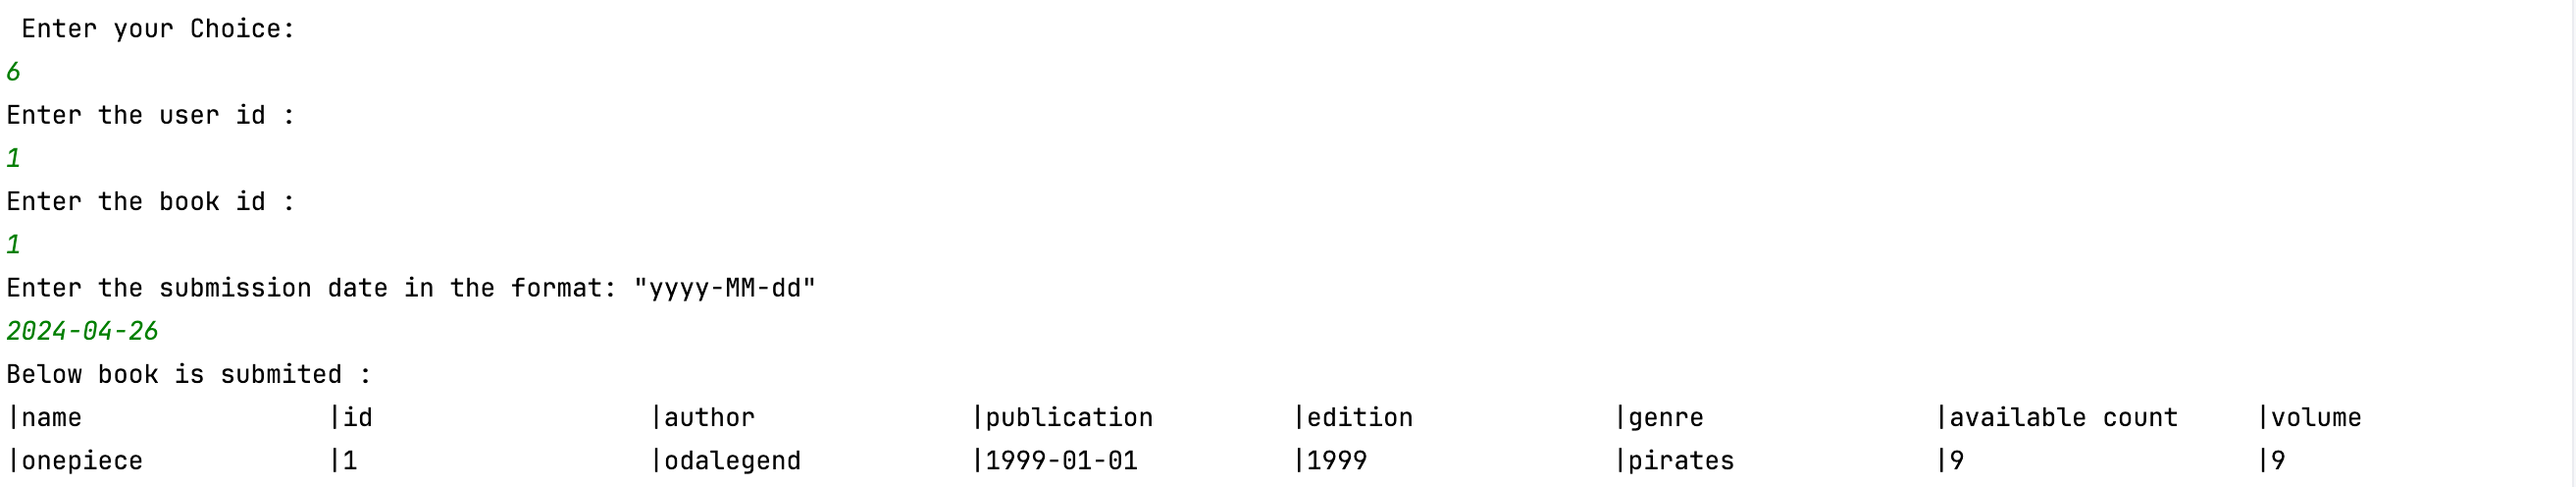 Enter your Choice:
6
Enter the user id :
1
Enter the book id :
1
Enter the submission date in the format: "yyyy-MM-dd"
2024-04-26
Below book is submited :
|name |id |author |publication |edition |genre |available count |volume
|onepiece |1 |odalegend |1999-01-01 |1999 |pirates |9 |9